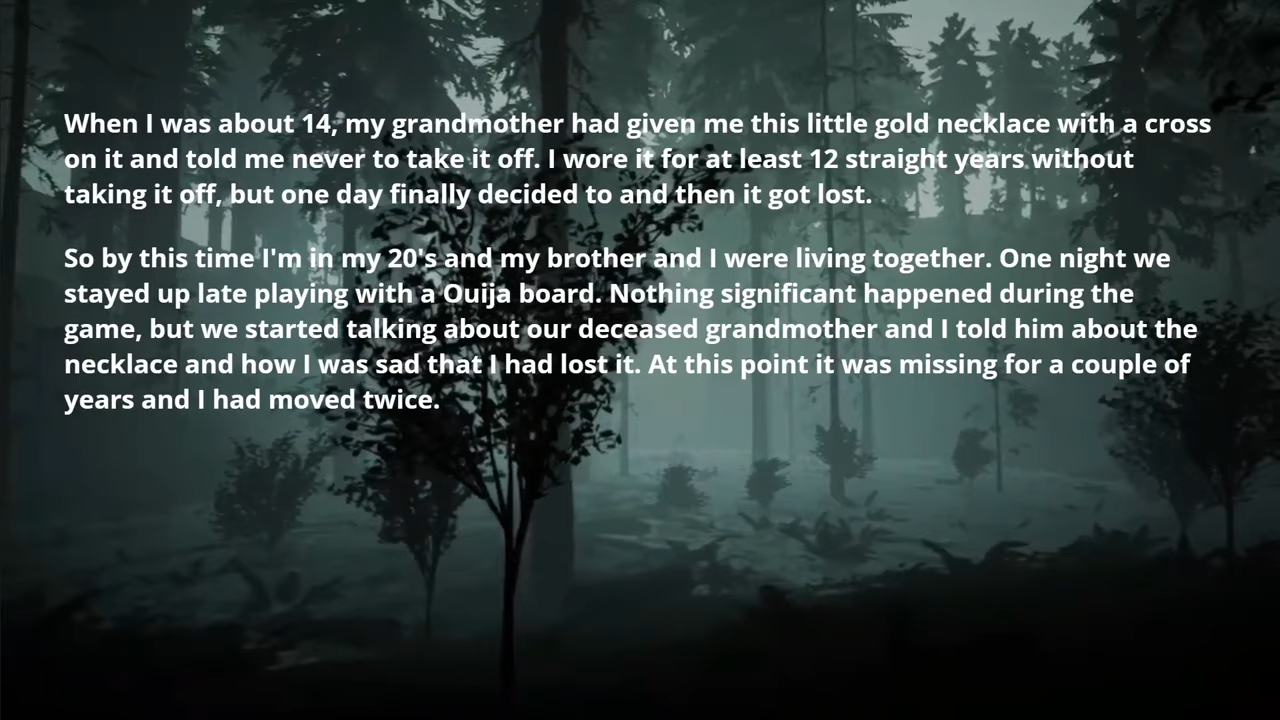 When I was about 14, my grandmother had given me this little gold necklace with a cross
on it and told me never to take it off. I wore it for at least 12 straight years without
taking it off, but one day finally decided to and then it got lost.
So by this time I'm in my 20's and my brother and I were living together. One night we
stayed up late playing with a Ouija board. Nothing significant happened during the
game, but we started talking about our deceased grandmother and I told him about the
necklace and how I was sad that I had lost it. At this point it was missing for a couple of
years and I had moved twice.